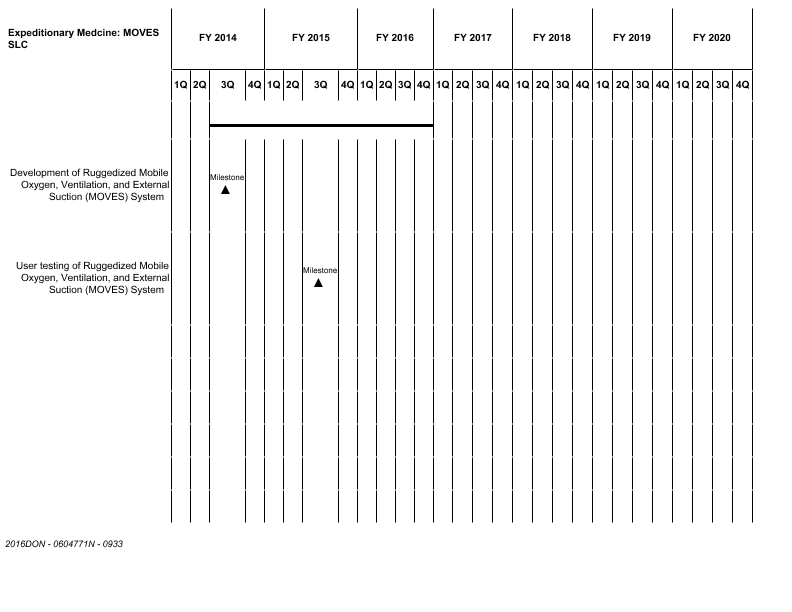 Expeditionary Medcine: MOVES
SLC
FY 2014 FY 2015 FY 2016 FY 2017 FY 2018 FY 2019 FY 2020
1Q 2Q 3Q 4Q 1Q 2Q 3Q 4Q 1Q 2Q 3Q 4Q 1Q 2Q 3Q 4Q 1Q 2Q 3Q 4Q 1Q 2Q 3Q 4Q 1Q 2Q 3Q 4Q
Development of Ruggedized Mobile
Oxygen, Ventilation, and External
Suction (MOVES) System
Milestone
User testing of Ruggedized Mobile
Oxygen, Ventilation, and External
Suction (MOVES) System
Milestone
2016DON - 0604771N - 0933